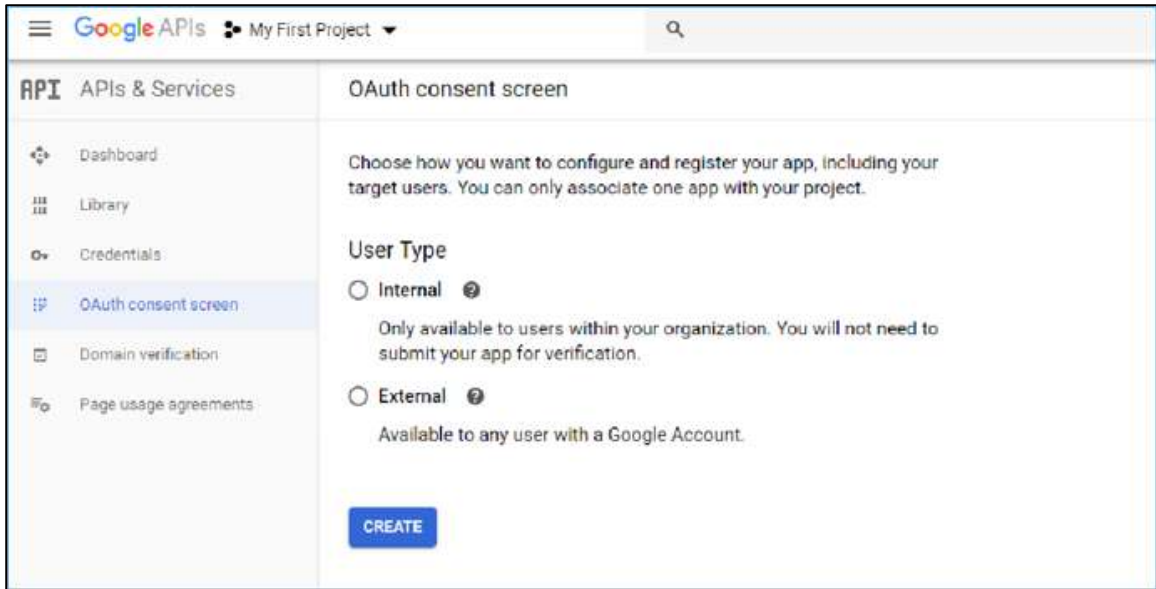 Google APIs My First Project
API APIs & Services
OAuth consent screen
Dashboard
Library
Credentials
OAuth consent screen
Domain verification
Page usage agreements
Choose how you want to configure and register your app, including your
target users. You can only associate one app with your project.
User Type
Internal
Only available to users within your organization. You will not need to
submit your app for verification.
External
Available to any user with a Google Account.
CREATE